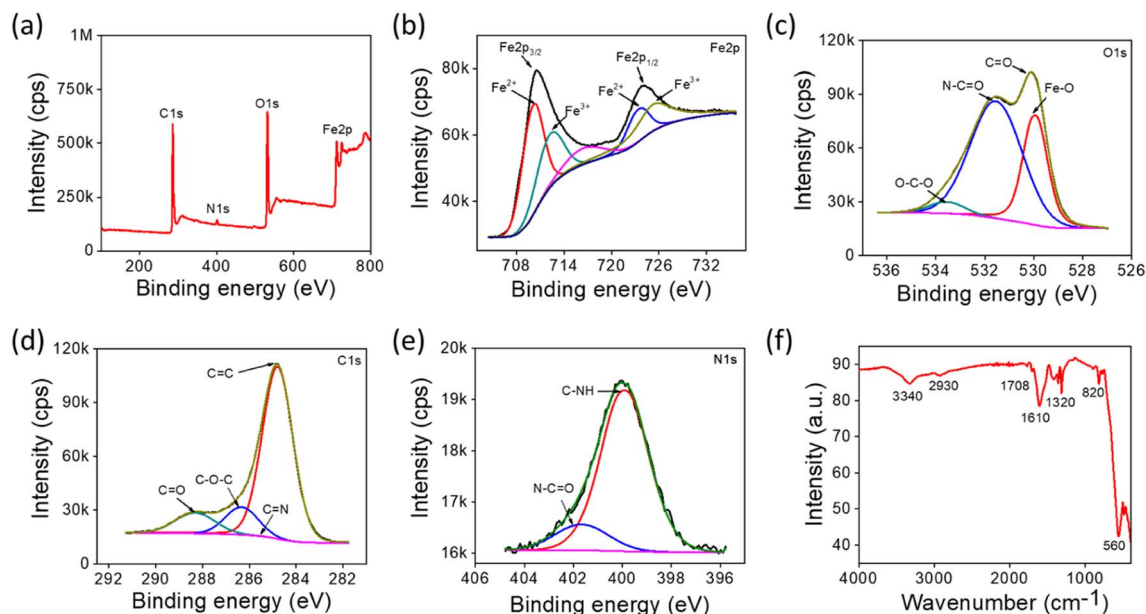 (a)
1M
750k
500k
250k
0
Intensity (cps)
C1s
N1s
O1s
Fe2p
200 400 600 800
Binding energy (eV)
(b)
Fe2p
80k
60k
40k
Intensity (cps)
Fe2p3/2
Fe2+
Fe3+
Fe2p1/2
Fe2+
Fe3+
708 714 720 726 732
Binding energy (eV)
(c)
O1s
120k
90k
60k
30k
0
Intensity (cps)
C=O
N-C=O
Fe-O
O-C-O
536 534 532 530 528 526
Binding energy (eV)
(d)
C1s
120k
90k
60k
30k
0
Intensity (cps)
C=C
C-O-C
C=O
C=N
292 290 288 286 284 282
Binding energy (eV)
(e)
N1s
20k
19k
18k
17k
16k
Intensity (cps)
C-NH
N-C=O
406 404 402 400 398 396
Binding energy (eV)
(f)
90
80
70
60
50
40
Intensity (a.u.)
3340
2930
1708
1610
1320
820
560
4000 3000 2000 1000
Wavenumber (cm-1)